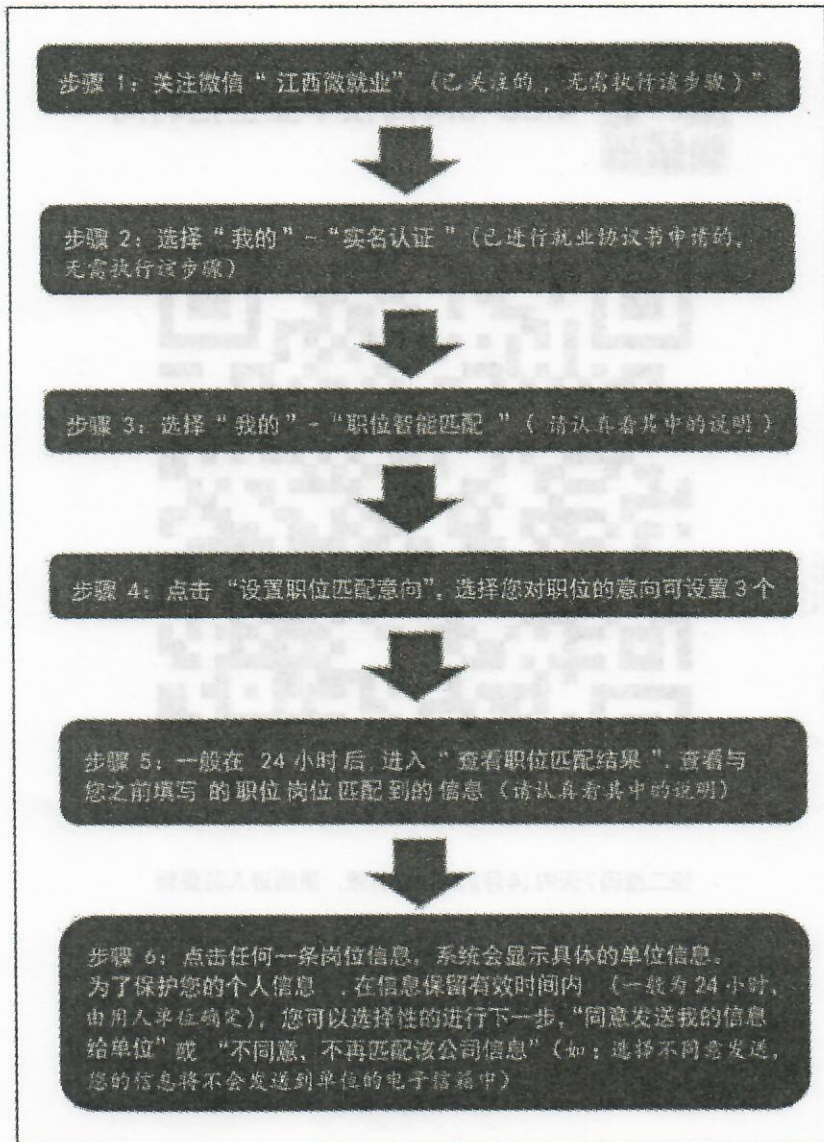 步骤 1：关注微信“江西微就业”（已关注的，无需执行该步骤）”
步骤 2：选择“我的”-“实名认证”（已进行就业协议书申请的，
无需执行该步骤）
步骤 3：选择“我的”-“职位智能匹配”（请认真看其中的说明）
步骤 4：点击“设置职位匹配意向”，选择您对职位的意向可设置3个
步骤 5：一般在 24小时后,进入“查看职位匹配结果”，查看与
您之前填写的职位岗位匹配到的信息（请认真看其中的说明）
步骤 6：点击任何一条岗位信息，系统会显示具体的单位信息。
为了保护您的个人信息，在信息保留有效时间内（一般为24小时，
由用人单位确定），您可以选择性的进行下一步，“同意发送我的信息
给单位”或“不同意，不再匹配该公司信息”（如：选择不同意发送，
您的信息将不会发送到单位的电子信箱中）